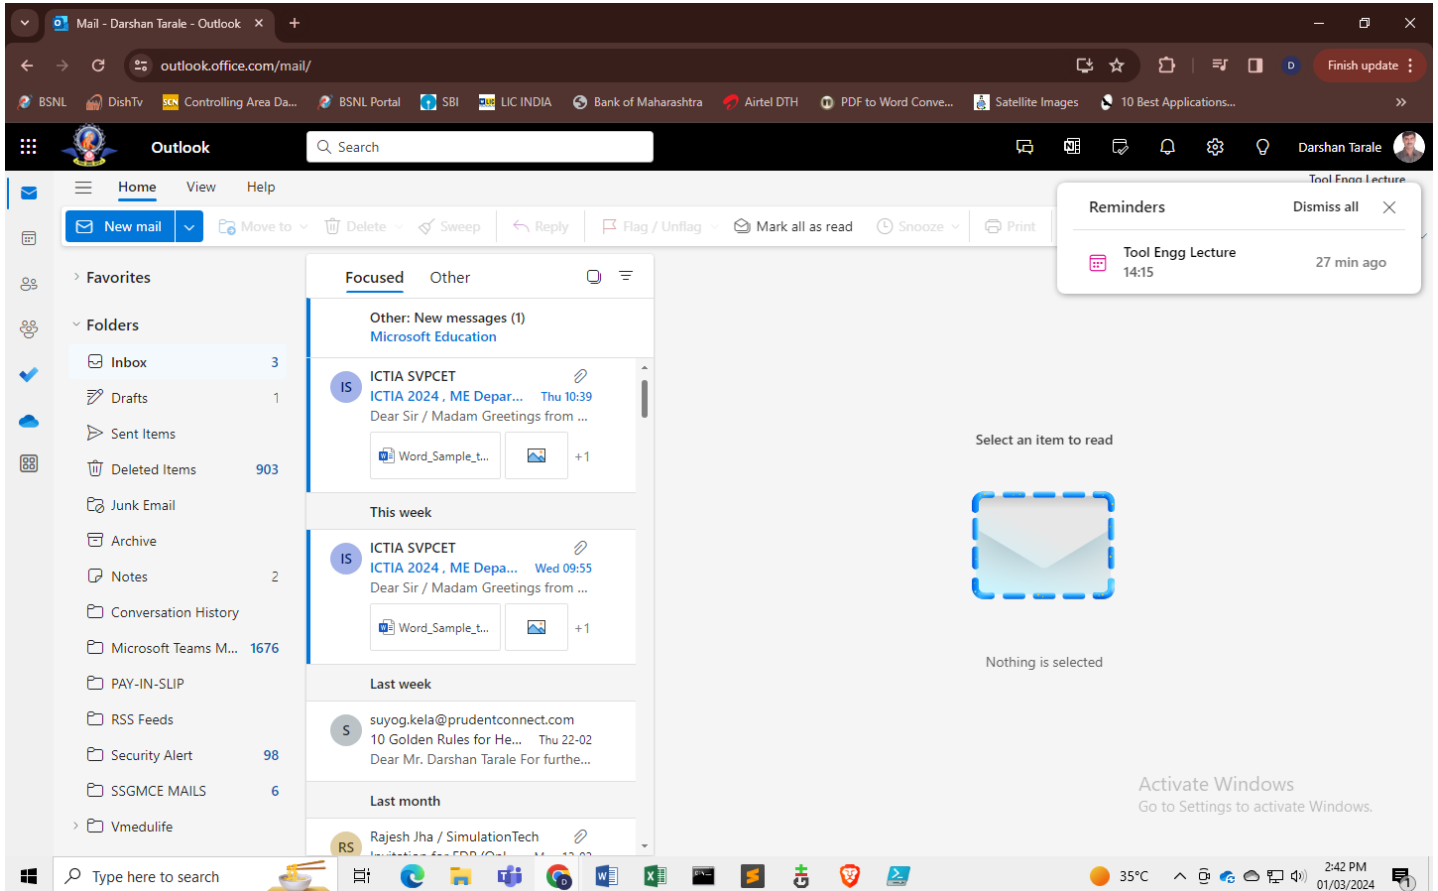 Mail - Darshan Tarale - Outlook
outlook.office.com/mail/
D
Finish update
BSNL DishTv SCN Controlling Area Da... BSNL Portal SBI LIC INDIA Bank of Maharashtra Airtel DTH PDF to Word Conve... Satellite Images 10 Best Applications...
Outlook
Search
Darshan Tarale
Home View Help
Tool Engg Lecture
New mail Move to Delete Sweep Reply Flag / Unflag Mark all as read Snooze Print
Reminders Dismiss all
Tool Engg Lecture
14:15
27 min ago
Favorites
Folders
Inbox 3
Drafts 1
Sent Items
Deleted Items 903
Junk Email
Archive
Notes 2
Conversation History
Microsoft Teams M... 1676
PAY-IN-SLIP
RSS Feeds
Security Alert 98
SSGMCE MAILS 6
Vmedulife
Focused Other
Other: New messages (1)
Microsoft Education
IS
ICTIA SVPCET
ICTIA 2024 , ME Depar... Thu 10:39
Dear Sir / Madam Greetings from ...
Word_Sample_t... +1
This week
IS
ICTIA SVPCET
ICTIA 2024 , ME Depa... Wed 09:55
Dear Sir / Madam Greetings from ...
Word_Sample_t... +1
Last week
S
suyog.kela@prudentconnect.com
10 Golden Rules for He... Thu 22-02
Dear Mr. Darshan Tarale For furthe...
Last month
RS
Rajesh Jha / SimulationTech
Select an item to read
Nothing is selected
Activate Windows
Go to Settings to activate Windows.
Type here to search
35°C
2:42 PM
01/03/2024
1